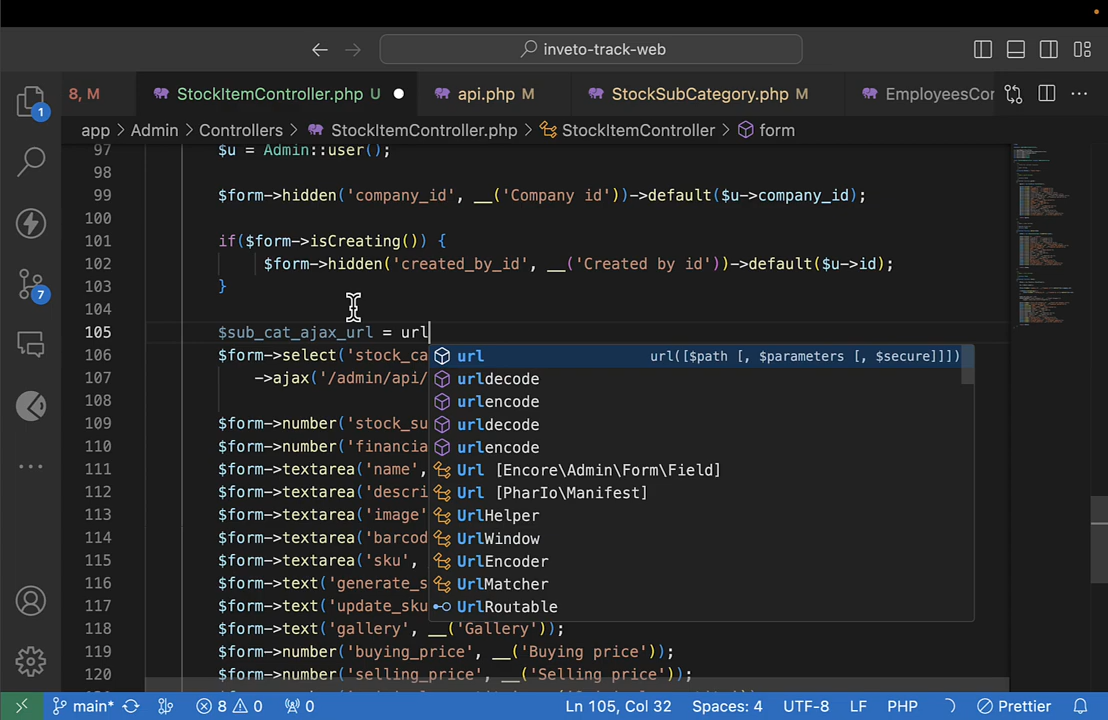 inveto-track-web
8, M
StockItemController.php U
api.php M
StockSubCategory.php M
EmployeesCor
app > Admin > Controllers > StockItemController.php > StockItemController > form
97 $u = Admin::user();
98
99 $form->hidden('company_id', __('Company id'))->default($u->company_id);
100
101 if($form->isCreating()) {
102 $form->hidden('created_by_id', __('Created by id'))->default($u->id);
103 }
104
105 $sub_cat_ajax_url = url
106 $form->select('stock_ca
107 ->ajax('/admin/api/
108
109 $form->number('stock_su
110 $form->number('financia
111 $form->textarea('name',
112 $form->textarea('descri
113 $form->textarea('image'
114 $form->textarea('barcod
115 $form->textarea('sku',
116 $form->text('generate_s
117 $form->text('update_sku
118 $form->text('gallery', __('Gallery'));
119 $form->number('buying_price', __('Buying price'));
120 $form->number('selling_price', __('Selling price'));
url url([$path [, $parameters [, $secure]]])
urldecode
urlencode
urldecode
urlencode
Url [Encore\Admin\Form\Field]
Url [PharIo\Manifest]
UrlHelper
UrlWindow
UrlEncoder
UrlMatcher
UrlRoutable
1
7
main* 8 0 0 Ln 105, Col 32 Spaces: 4 UTF-8 LF PHP Prettier